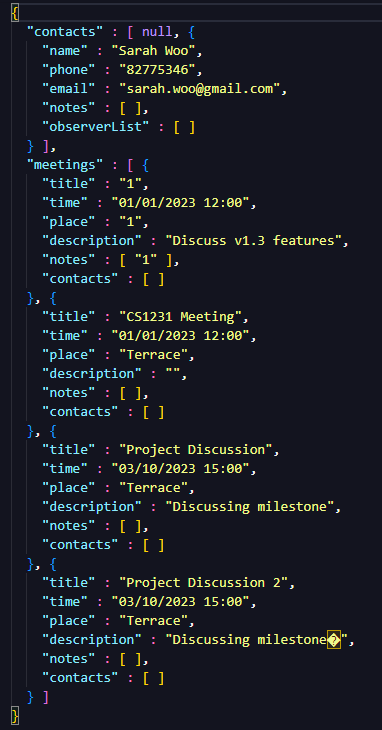 {
  "contacts" : [ null, {
    "name" : "Sarah Woo",
    "phone" : "82775346",
    "email" : "sarah.woo@gmail.com",
    "notes" : [ ],
    "observerList" : [ ]
  } ],
  "meetings" : [ {
    "title" : "1",
    "time" : "01/01/2023 12:00",
    "place" : "1",
    "description" : "Discuss v1.3 features",
    "notes" : [ "1" ],
    "contacts" : [ ]
  }, {
    "title" : "CS1231 Meeting",
    "time" : "01/01/2023 12:00",
    "place" : "Terrace",
    "description" : "",
    "notes" : [ ],
    "contacts" : [ ]
  }, {
    "title" : "Project Discussion",
    "time" : "03/10/2023 15:00",
    "place" : "Terrace",
    "description" : "Discussing milestone",
    "notes" : [ ],
    "contacts" : [ ]
  }, {
    "title" : "Project Discussion 2",
    "time" : "03/10/2023 15:00",
    "place" : "Terrace",
    "description" : "Discussing milestone�",
    "notes" : [ ],
    "contacts" : [ ]
  } ]
}